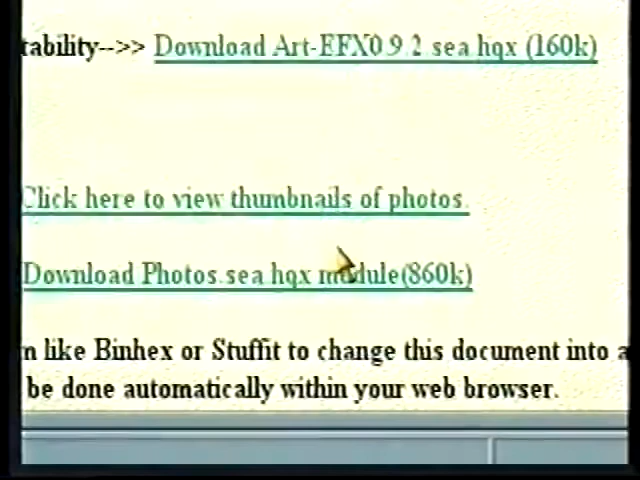 tability-->> Download Art-EFX0.9.2.sea.hqx (160k)
Click here to view thumbnails of photos.
Download Photos.sea.hqx module(860k)
n like Binhex or Stuffit to change this document into a
be done automatically within your web browser.